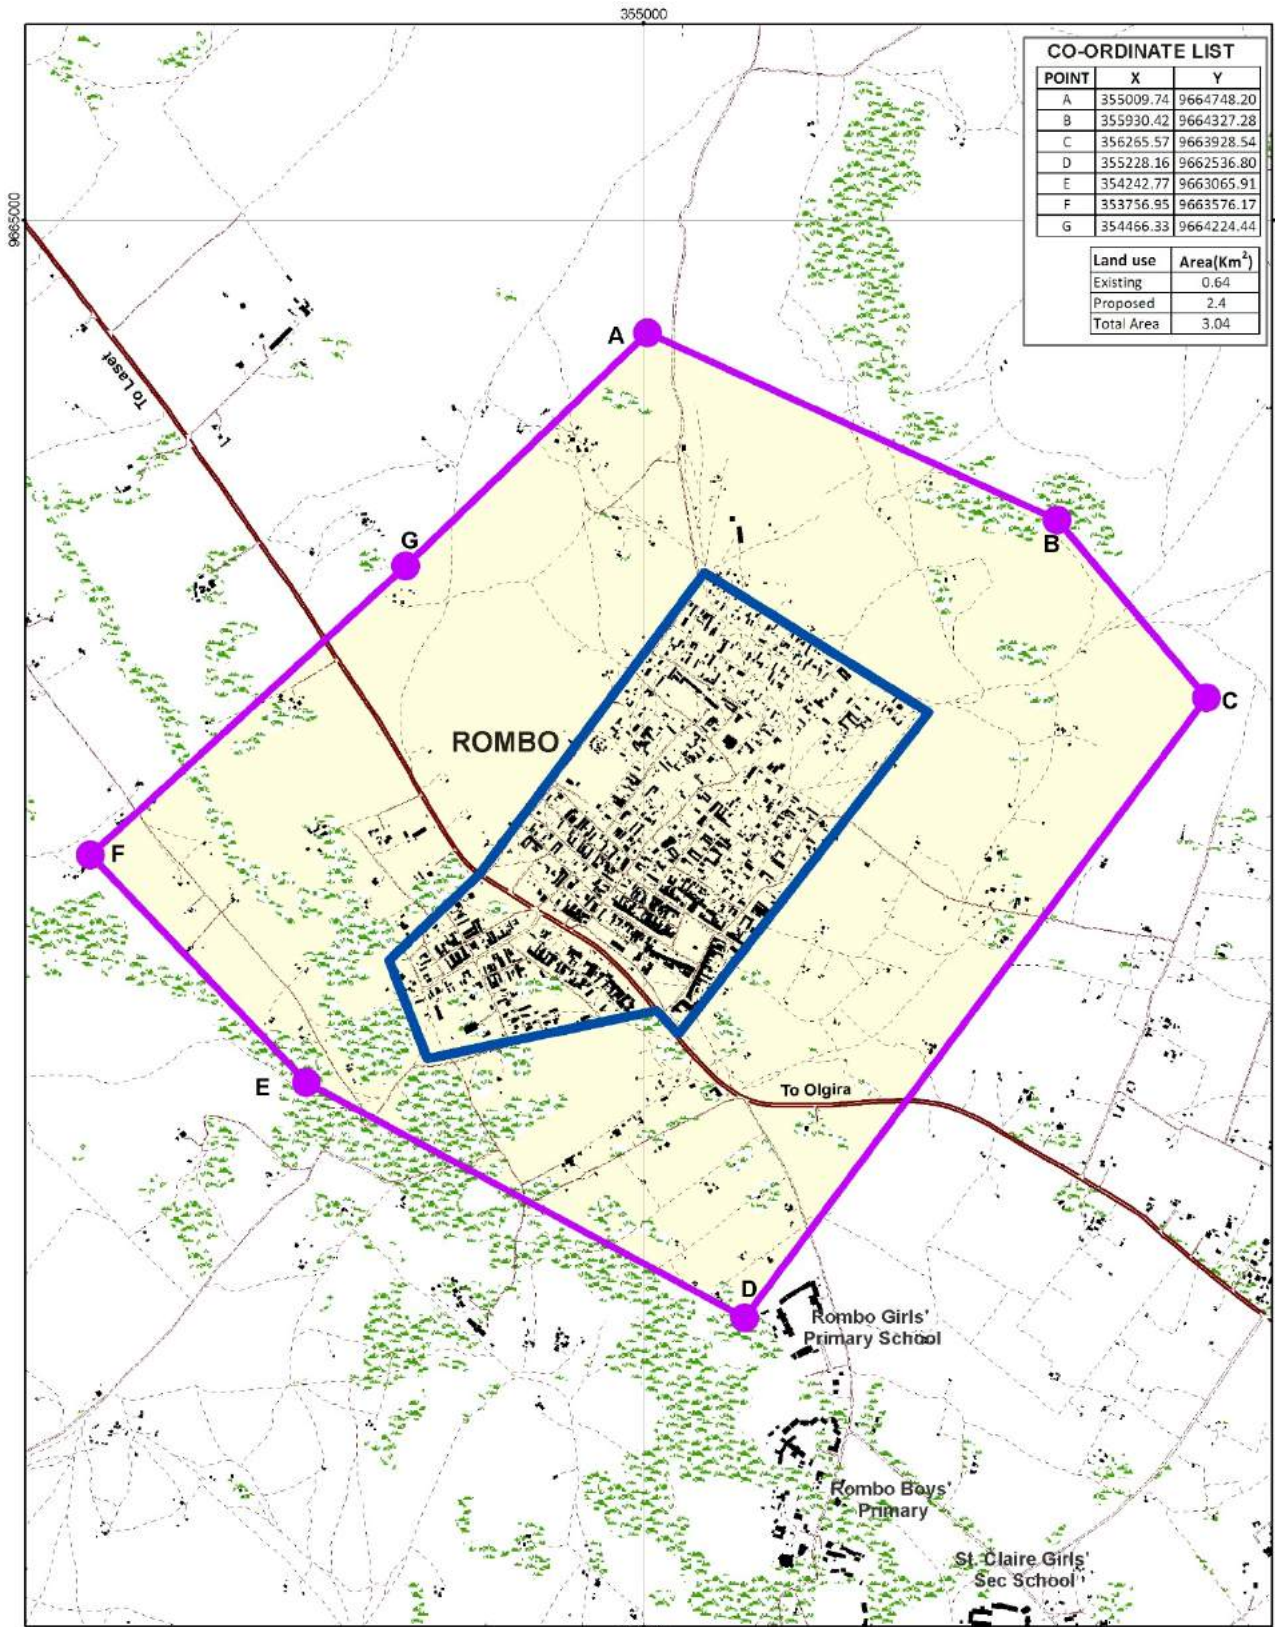 355000
9665000
CO-ORDINATE LIST
POINT X Y
A 355009.74 9664748.20
B 355930.42 9664327.28
C 356265.57 9663928.54
D 355228.16 9662536.80
E 354242.77 9663065.91
F 353756.95 9663576.17
G 354466.33 9664224.44
Land use Area(Km²)
Existing 0.64
Proposed 2.4
Total Area 3.04
A
To Laset
G
B
C
ROMBO
F
E
To Olgira
D
Rombo Girls'
Primary School
Rombo Boys'
Primary
St. Claire Girls'
Sec School